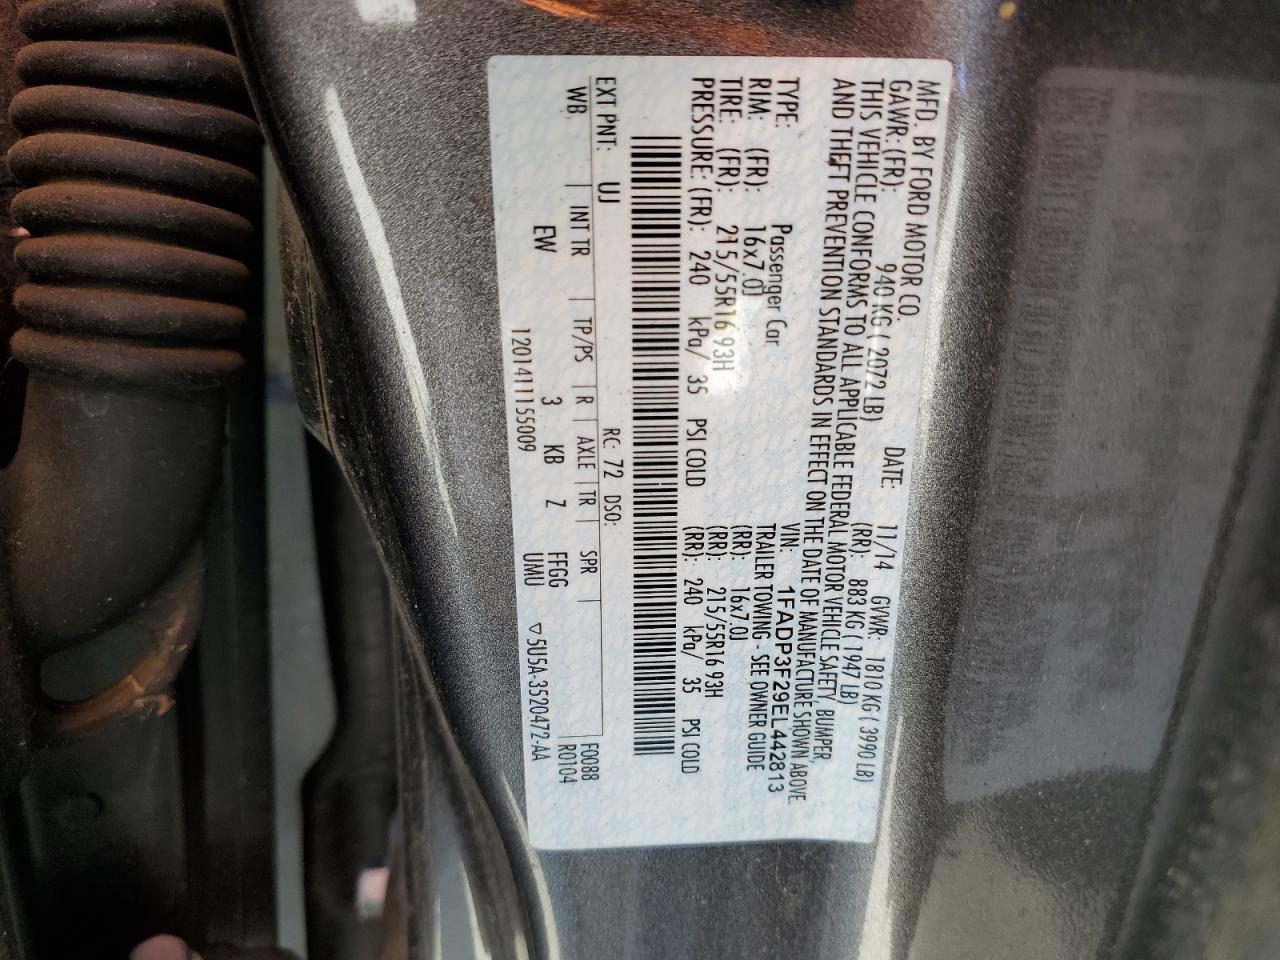 MFD. BY FORD MOTOR CO.
DATE: 11/14 GVWR: 1810 KG ( 3990 LB)
GAWR: (FR): 940 KG ( 2072 LB) (RR): 883 KG ( 1947 LB)
THIS VEHICLE CONFORMS TO ALL APPLICABLE FEDERAL MOTOR VEHICLE SAFETY, BUMPER,
AND THEFT PREVENTION STANDARDS IN EFFECT ON THE DATE OF MANUFACTURE SHOWN ABOVE
VIN: 1FADP3F29EL442813
TYPE: Passenger Car TRAILER TOWING - SEE OWNER GUIDE
RIM: (FR): 16x7.0J (RR): 16x7.0J
TIRE: (FR): 215/55R16 93H (RR): 215/55R16 93H
PRESSURE: (FR): 240 kPa/ 35 PSI COLD (RR): 240 kPa/ 35 PSI COLD
EXT PNT: UJ RC: 72 DSO: F0088
WB INT TR TP/PS R AXLE TR SPR R0104
EW 3 KB Z FFGG
UMU
1201411155009 ▽ 5U5A-3520472-AA